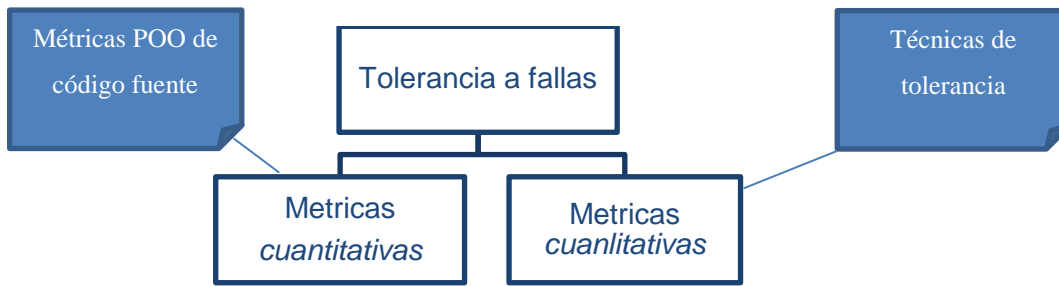 Métricas POO de
código fuente
Tolerancia a fallas
Técnicas de
tolerancia
Metricas
cuantitativas
Metricas
cuanlitativas